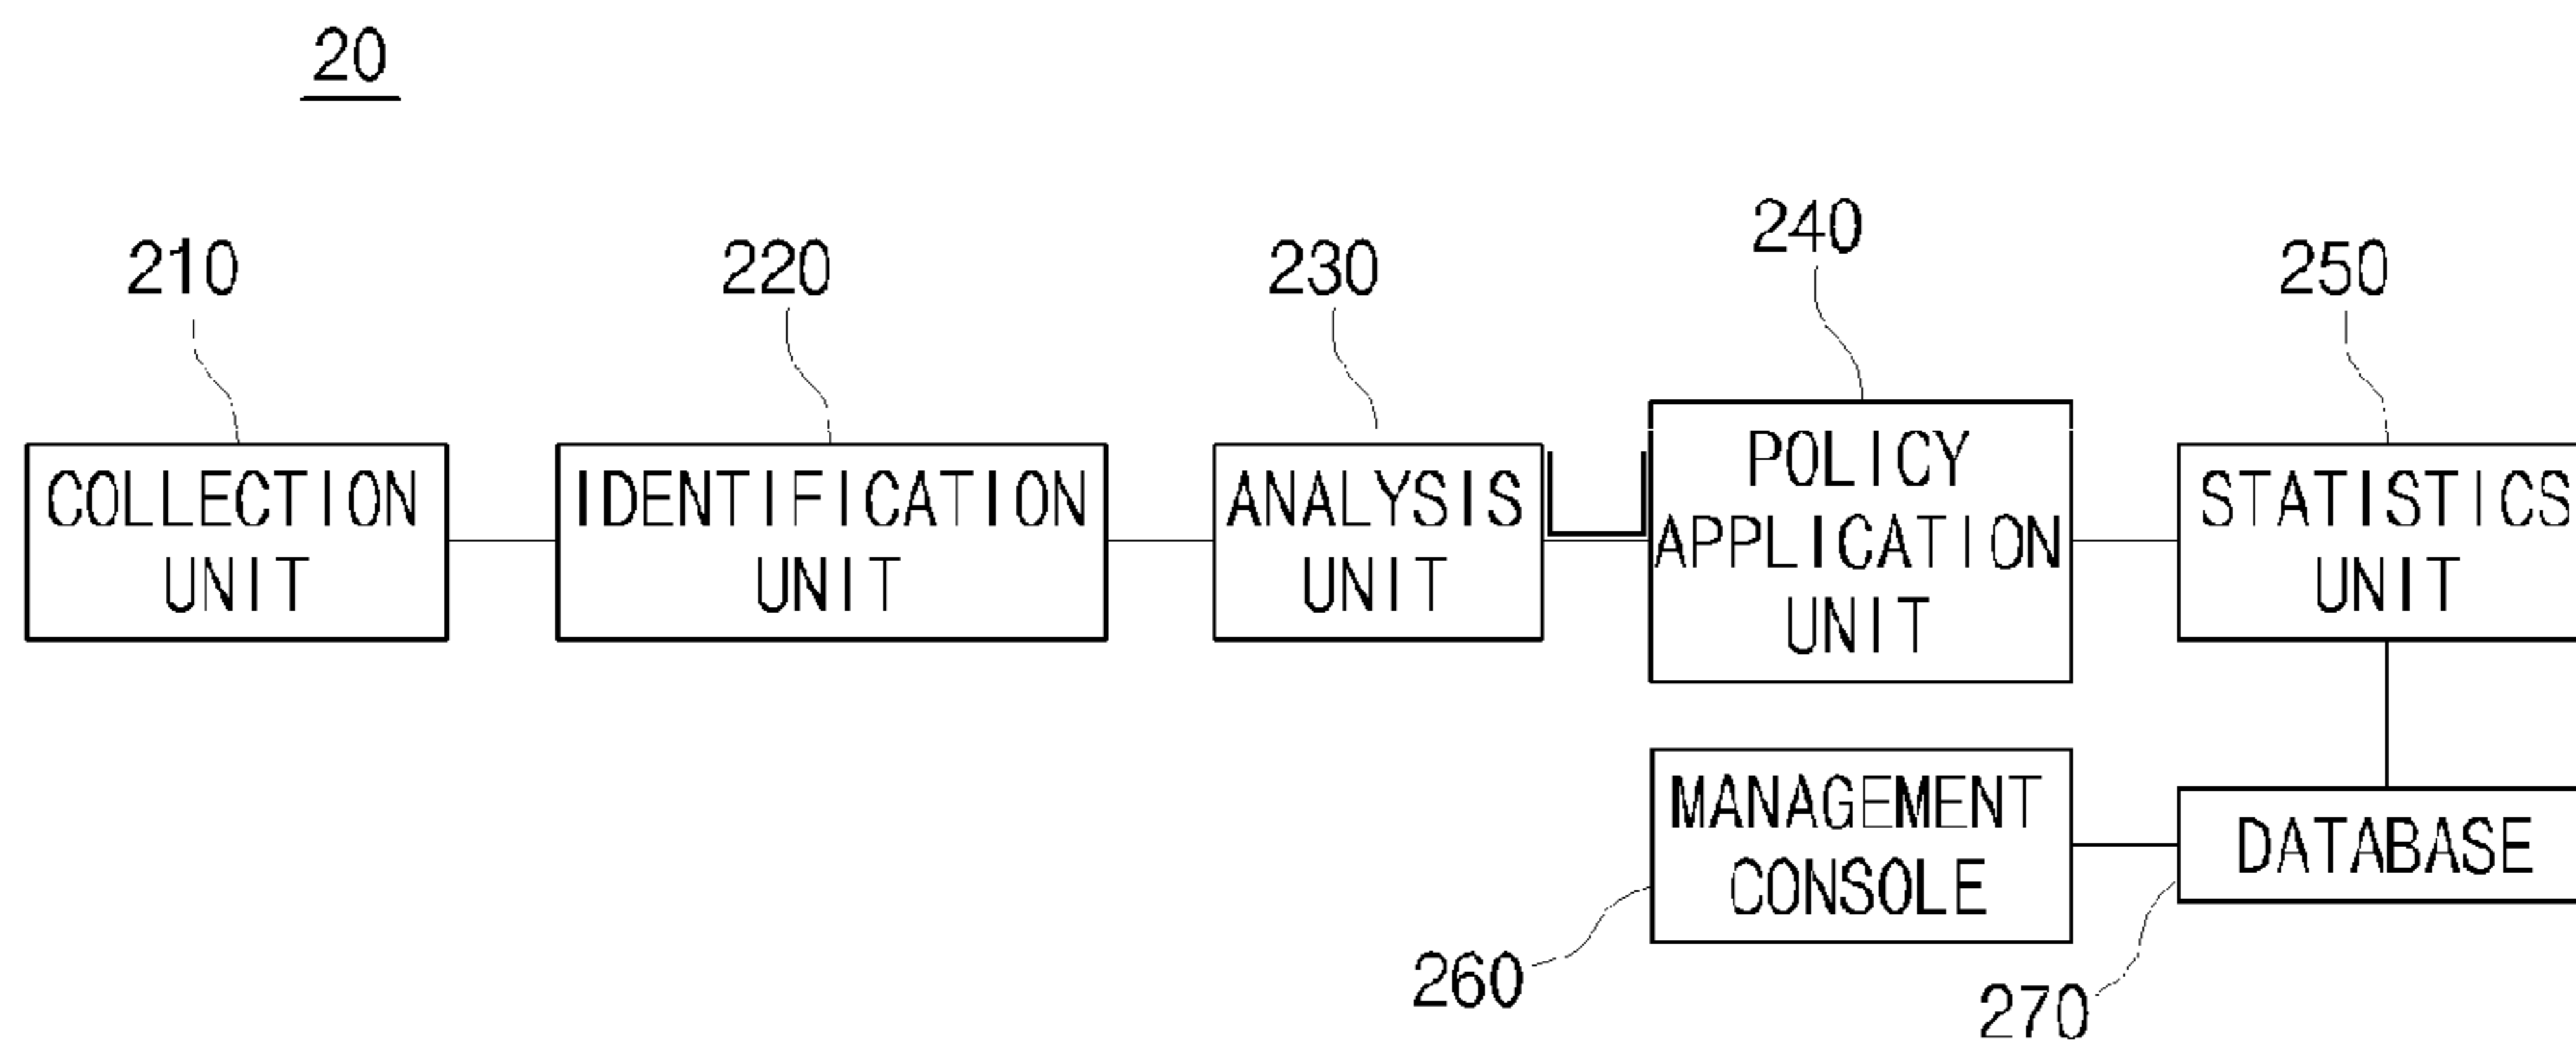 20
210
220
230
240
250
COLLECTION
UNIT
IDENTIFICATION
UNIT
ANALYSIS
UNIT
POLICY
APPLICATION
UNIT
STATISTICS
UNIT
MANAGEMENT
CONSOLE
DATABASE
260
270